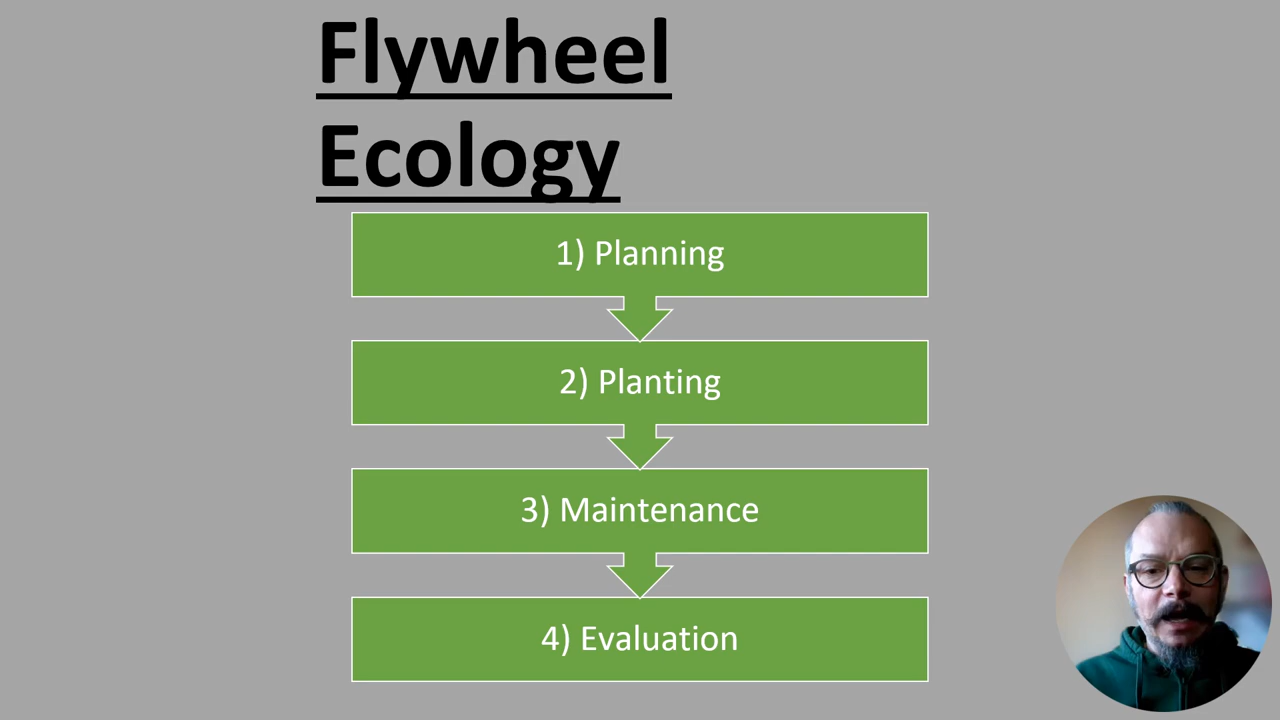 Flywheel
Ecology
1) Planning
2) Planting
3) Maintenance
4) Evaluation